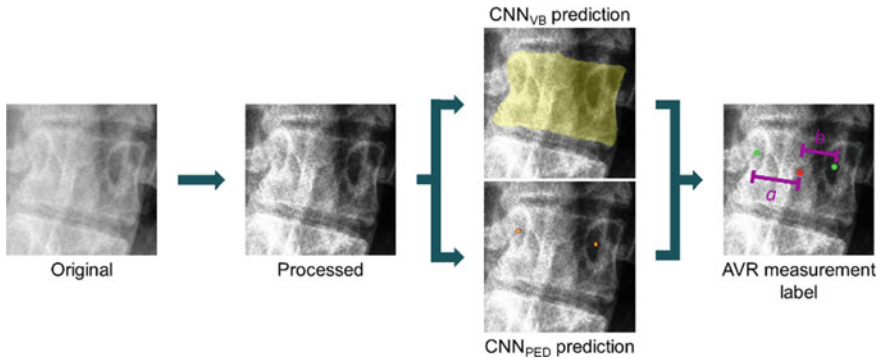 CNN_VB prediction
Original
Processed
a
b
AVR measurement
label
CNN_PED prediction